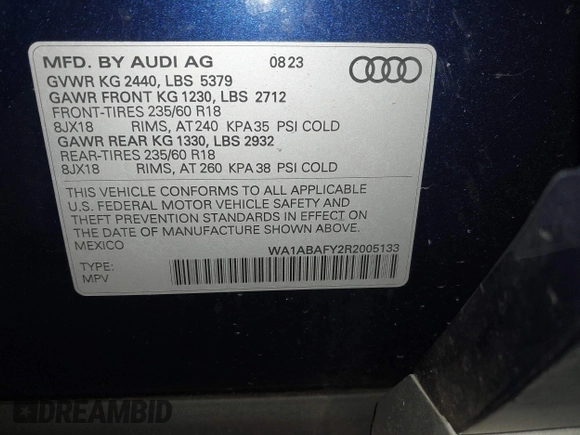 MFD. BY AUDI AG 08 23
GVWR KG 2440, LBS 5379
GAWR FRONT KG 1230, LBS 2712
FRONT-TIRES 235/60 R18
8JX18 RIMS, AT 240 KPA 35 PSI COLD
GAWR REAR KG 1330, LBS 2932
REAR-TIRES 235/60 R18
8JX18 RIMS, AT 260 KPA 38 PSI COLD
THIS VEHICLE CONFORMS TO ALL APPLICABLE
U.S. FEDERAL MOTOR VEHICLE SAFETY AND
THEFT PREVENTION STANDARDS IN EFFECT ON
THE DATE OF MANUFACTURE SHOWN ABOVE.
MEXICO WA1ABAFY2R2005133
TYPE:
MPV
DREAMBID